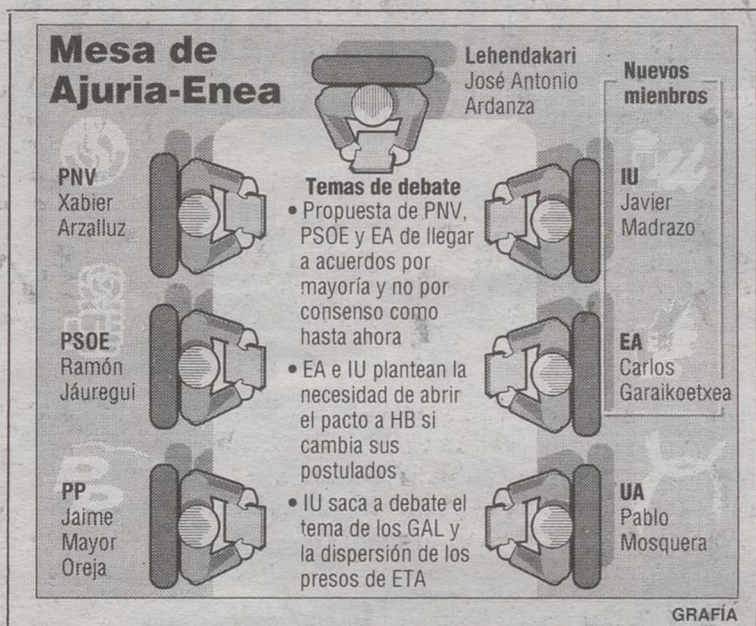 Mesa de
Ajuria-Enea
Lehendakari
José Antonio
Ardanza
Nuevos
mienbros
PNV
Xabier
Arzalluz
PSOE
Ramón
Jáuregui
PP
Jaime
Mayor
Oreja
Temas de debate
• Propuesta de PNV,
PSOE y EA de llegar
a acuerdos por
mayoría y no por
consenso como
hasta ahora
• EA e IU plantean la
necesidad de abrir
el pacto a HB si
cambia sus
postulados
• IU saca a debate el
tema de los GAL y
la dispersión de los
presos de ETA
IU
Javier
Madrazo
EA
Carlos
Garaikoetxea
UA
Pablo
Mosquera
GRAFÍA